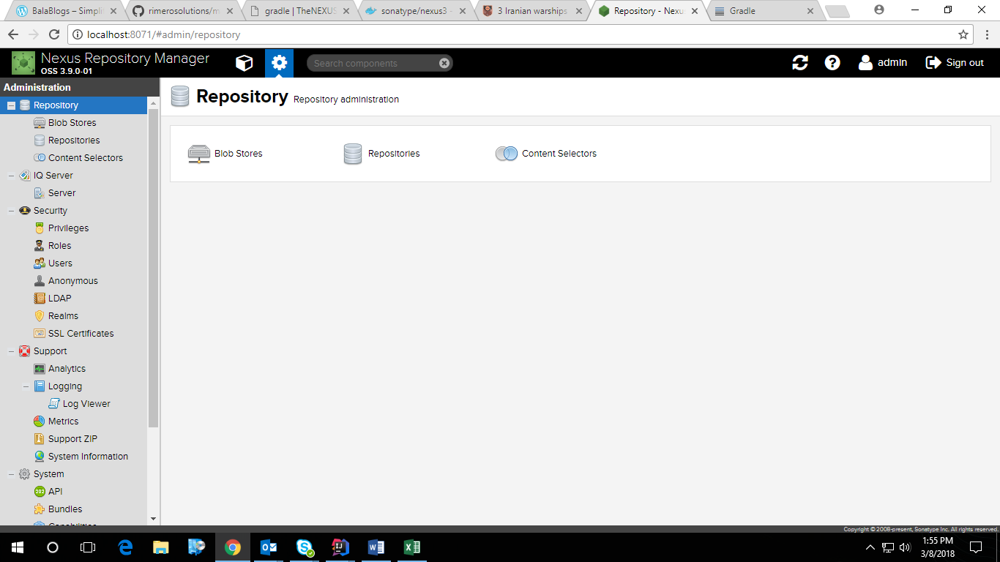 BalaBlogs – Simpli
rimerosolutions/m
gradle | TheNEXUS
sonatype/nexus3 -
3 Iranian warships
Repository - Nexus
Gradle
localhost:8071/#admin/repository
Nexus Repository Manager
OSS 3.9.0-01
Search components
admin
Sign out
Administration
Repository
Blob Stores
Repositories
Content Selectors
IQ Server
Server
Security
Privileges
Roles
Users
Anonymous
LDAP
Realms
SSL Certificates
Support
Analytics
Logging
Log Viewer
Metrics
Support ZIP
System Information
System
202 API
Bundles
Capabilities
Repository Repository administration
Blob Stores Repositories Content Selectors
Copyright © 2008-present, Sonatype Inc. All rights reserved.
1:55 PM
3/8/2018